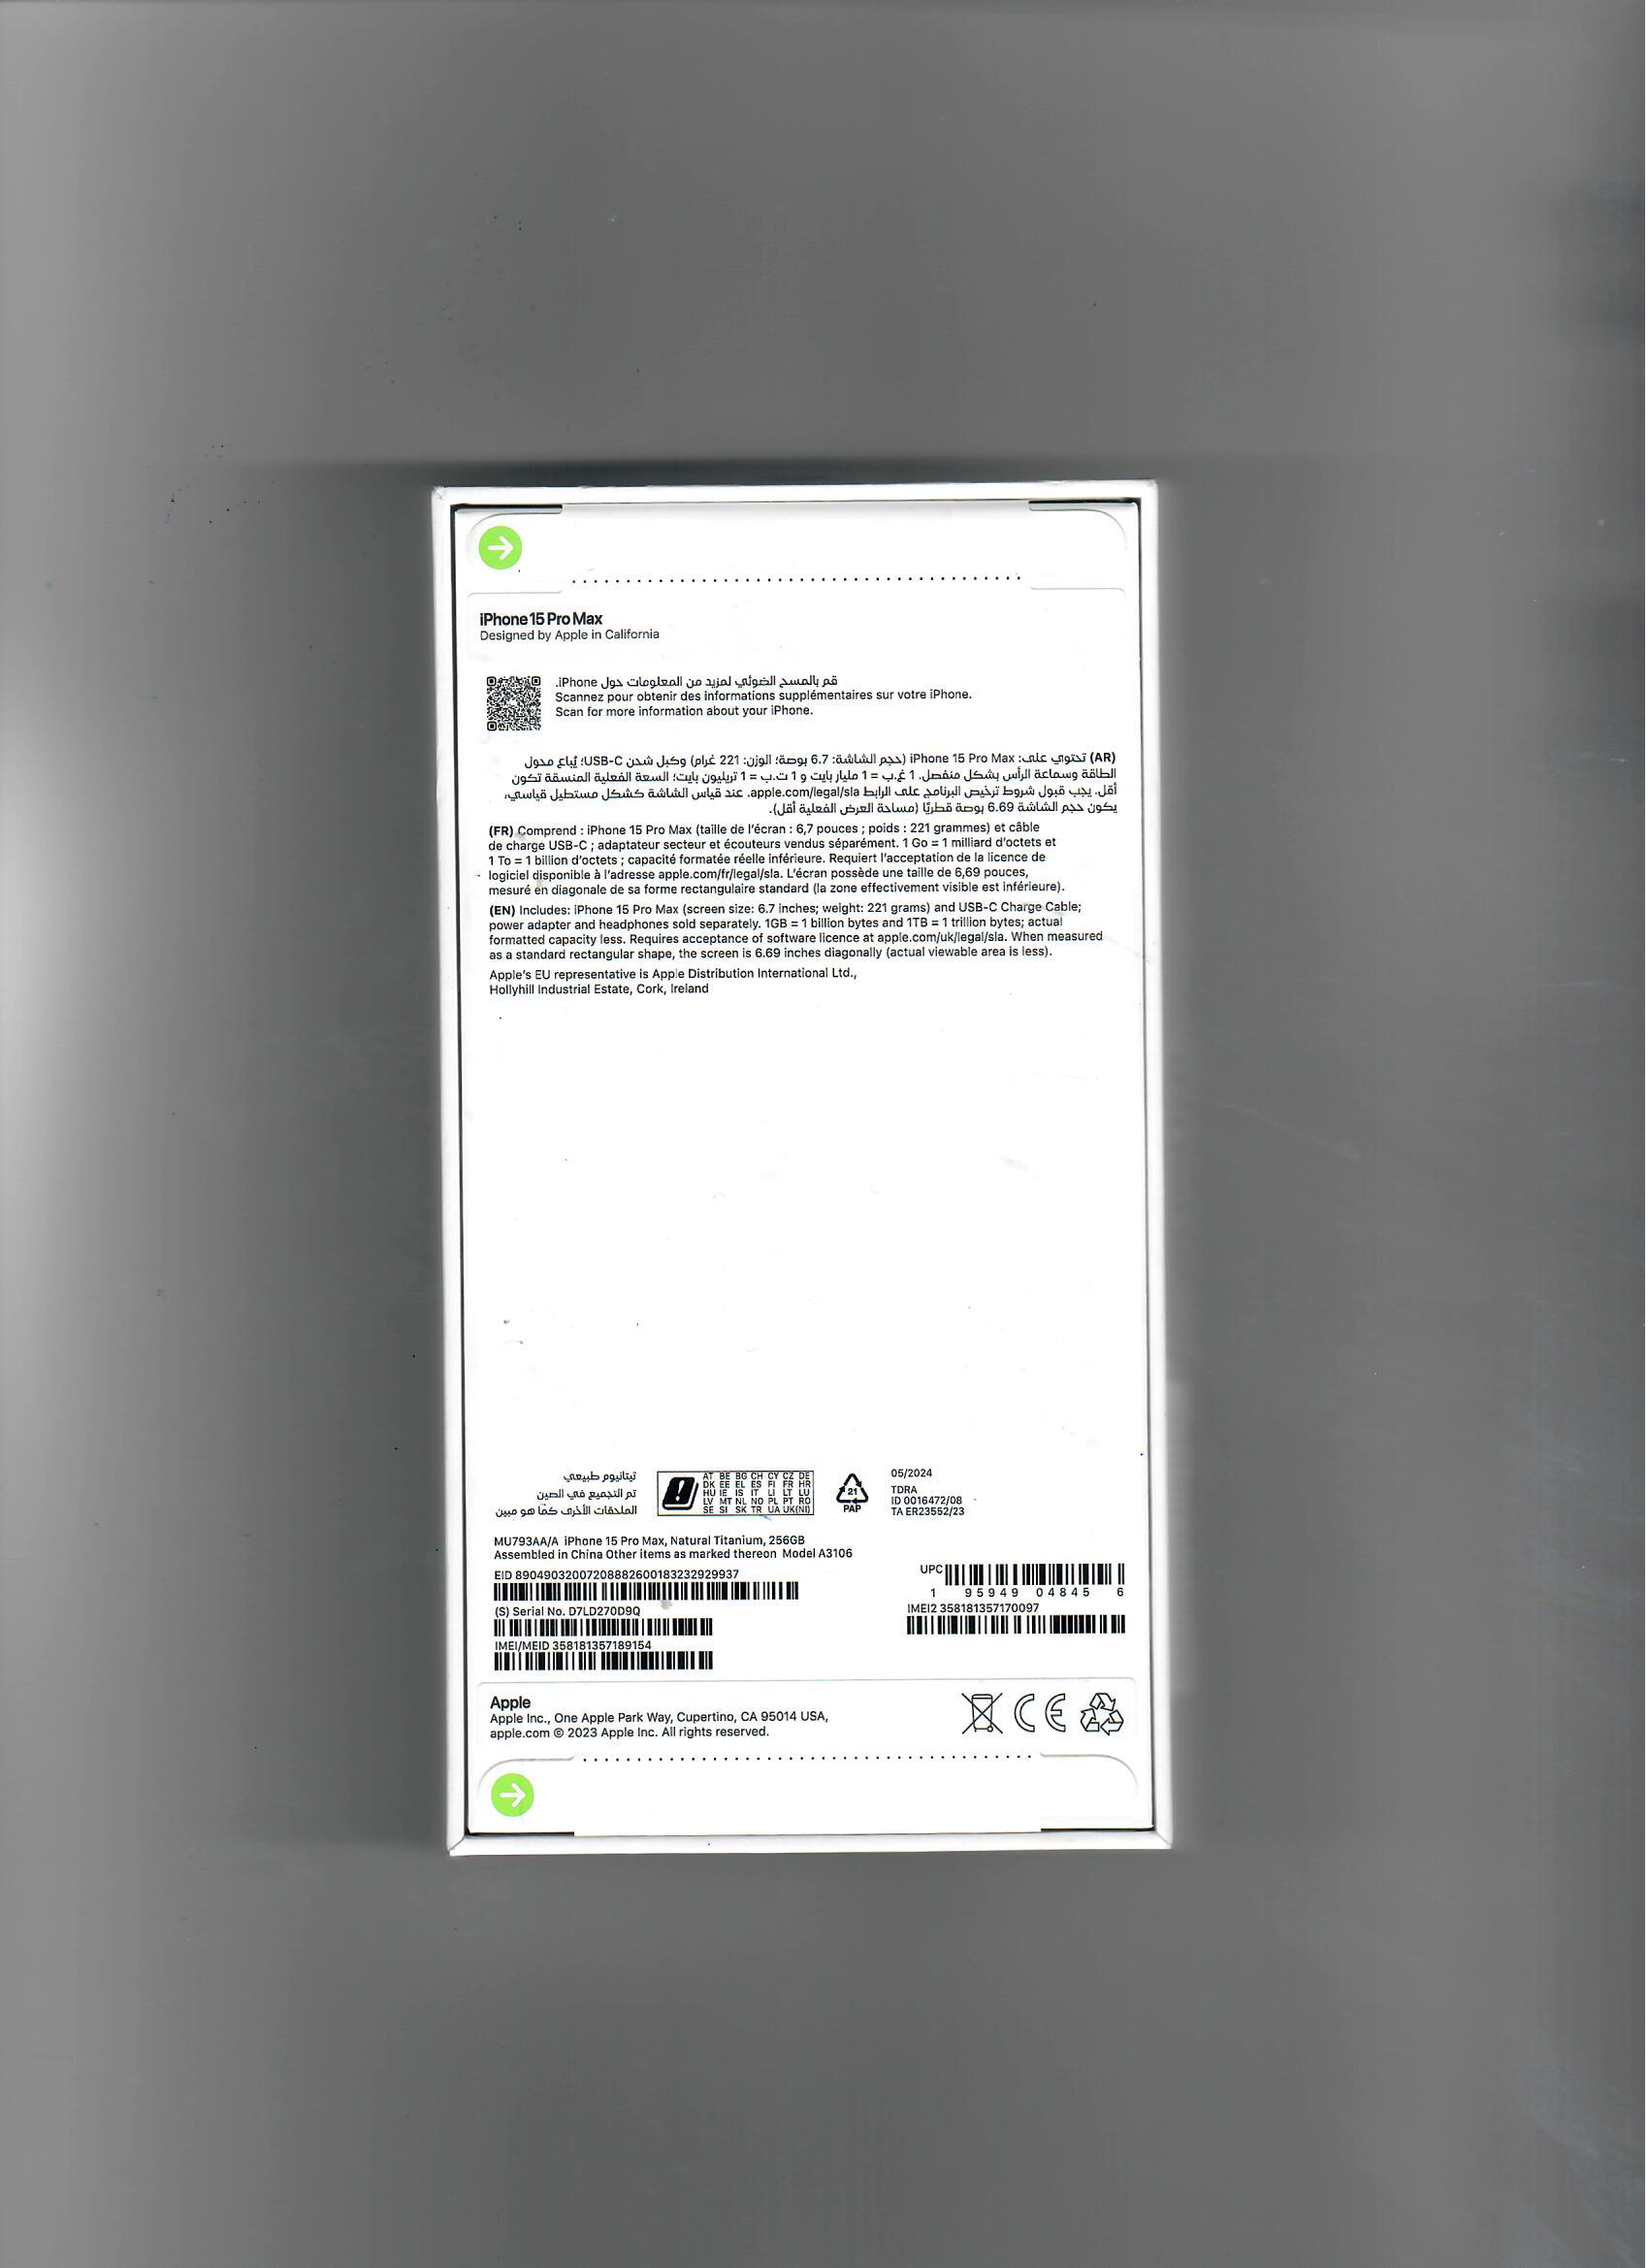 iPhone 15 Pro Max
Designed by Apple in California
قم بالمسح الضوئي لمزيد من المعلومات حول iPhone.
Scannez pour obtenir des informations supplémentaires sur votre iPhone.
Scan for more information about your iPhone.
(AR) تحتوي على: iPhone 15 Pro Max (حجم الشاشة: 6.7 بوصة؛ الوزن: 221 غرام) وكبل شحن USB-C؛ يُباع محول
الطاقة وسماعة الرأس بشكل منفصل. 1 غ.ب = 1 مليار بايت و 1 ت.ب = 1 تريليون بايت؛ السعة الفعلية المنسقة تكون
أقل. يجب قبول شروط ترخيص البرنامج على الرابط apple.com/legal/sla. عند قياس الشاشة كشكل مستطيل قياسي،
يكون حجم الشاشة 6.69 بوصة قطريًا (مساحة العرض الفعلية أقل).
(FR) Comprend : iPhone 15 Pro Max (taille de l'écran : 6,7 pouces ; poids : 221 grammes) et câble
de charge USB-C ; adaptateur secteur et écouteurs vendus séparément. 1 Go = 1 milliard d'octets et
1 To = 1 billion d'octets ; capacité formatée réelle inférieure. Requiert l'acceptation de la licence de
logiciel disponible à l'adresse apple.com/fr/legal/sla. L'écran possède une taille de 6,69 pouces,
mesuré en diagonale de sa forme rectangulaire standard (la zone effectivement visible est inférieure).
(EN) Includes: iPhone 15 Pro Max (screen size: 6.7 inches; weight: 221 grams) and USB-C Charge Cable;
power adapter and headphones sold separately. 1GB = 1 billion bytes and 1TB = 1 trillion bytes; actual
formatted capacity less. Requires acceptance of software licence at apple.com/uk/legal/sla. When measured
as a standard rectangular shape, the screen is 6.69 inches diagonally (actual viewable area is less).
Apple's EU representative is Apple Distribution International Ltd.,
Hollyhill Industrial Estate, Cork, Ireland
تيتانيوم طبيعي
تم التجميع في الصين
الملحقات الأخرى كما هو مبين
AT BE BG CH CY CZ DE
DK EE EL ES FI FR HR
HU IE IS IT LI LT LU
LV MT NL NO PL PT RO
SE SI SK TR UA UK(NI)
21
PAP
05/2024
TDRA
ID 0016472/08
TA ER23552/23
MU793AA/A iPhone 15 Pro Max, Natural Titanium, 256GB
Assembled in China Other items as marked thereon Model A3106
EID 89049032007208882600183232929937
(S) Serial No. D7LD270D9Q
IMEI/MEID 358181357189154
UPC
1 95949 04845 6
IMEI2 358181357170097
Apple
Apple Inc., One Apple Park Way, Cupertino, CA 95014 USA,
apple.com © 2023 Apple Inc. All rights reserved.
CE